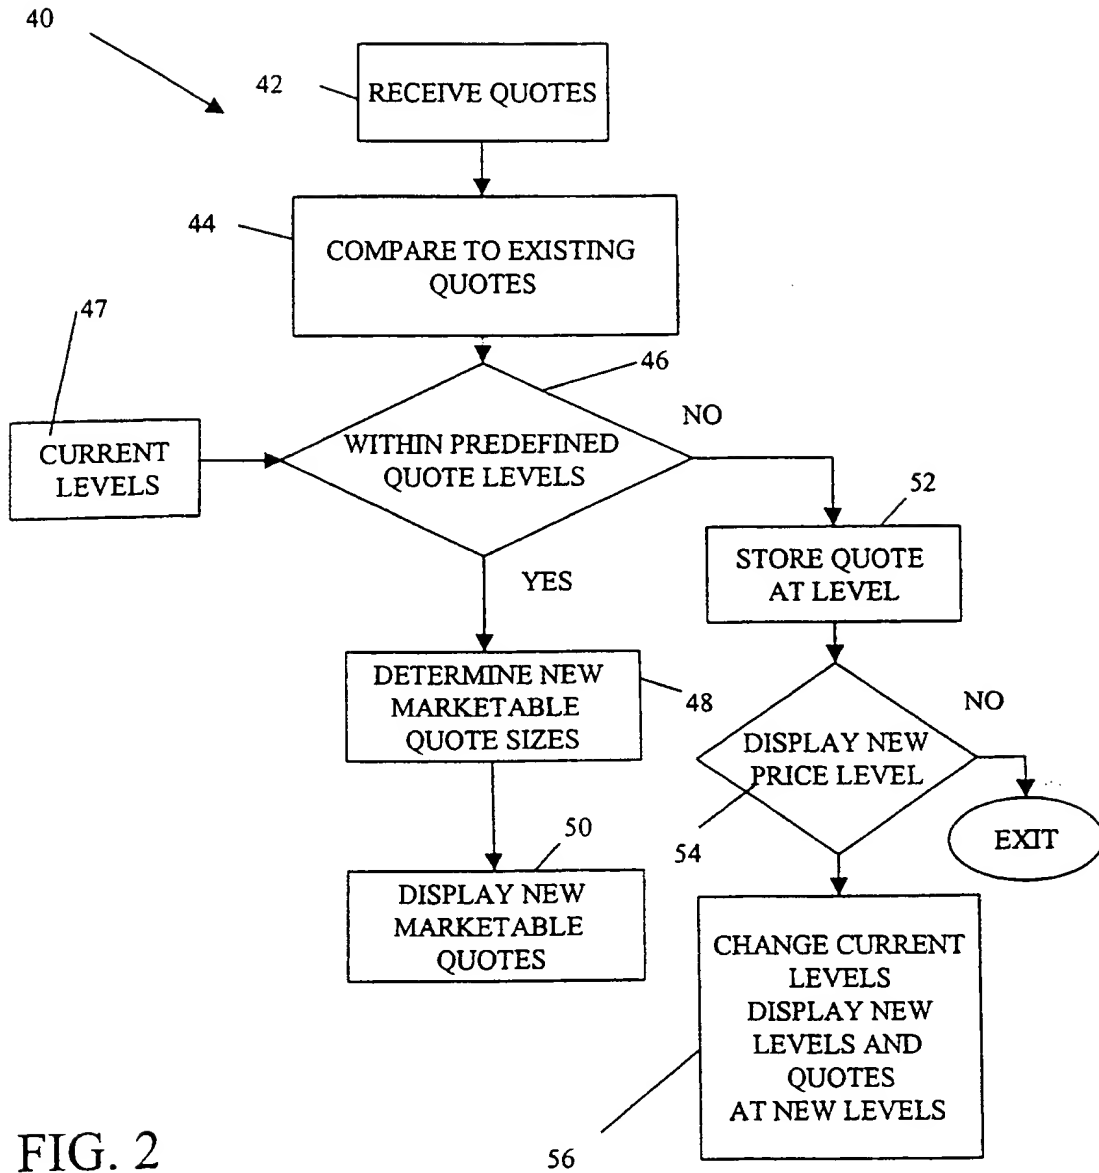 40
42
RECEIVE QUOTES
44
COMPARE TO EXISTING
QUOTES
47
46
NO
CURRENT
LEVELS
WITHIN PREDEFINED
QUOTE LEVELS
52
YES
STORE QUOTE
AT LEVEL
DETERMINE NEW
MARKETABLE
QUOTE SIZES
48
NO
DISPLAY NEW
PRICE LEVEL
50
54
EXIT
DISPLAY NEW
MARKETABLE
QUOTES
CHANGE CURRENT
LEVELS
DISPLAY NEW
LEVELS AND
QUOTES
AT NEW LEVELS
FIG. 2
56